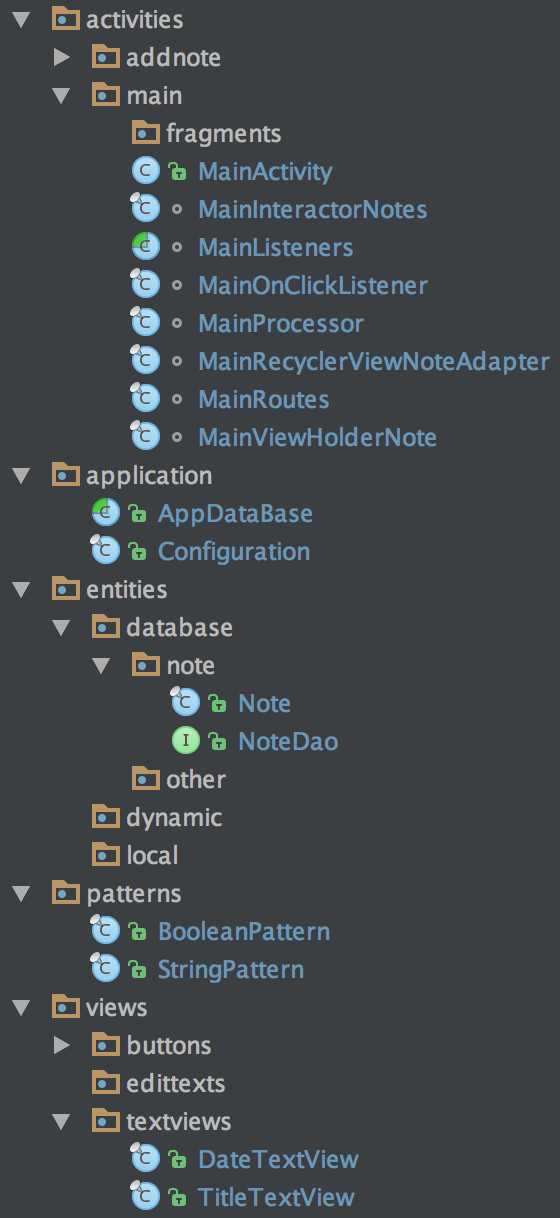 activities
addnote
main
fragments
MainActivity
MainInteractorNotes
MainListeners
MainOnClickListener
MainProcessor
MainRecyclerViewNoteAdapter
MainRoutes
MainViewHolderNote
application
AppDataBase
Configuration
entities
database
note
Note
NoteDao
other
dynamic
local
patterns
BooleanPattern
StringPattern
views
buttons
edittexts
textviews
DateTextView
TitleTextView